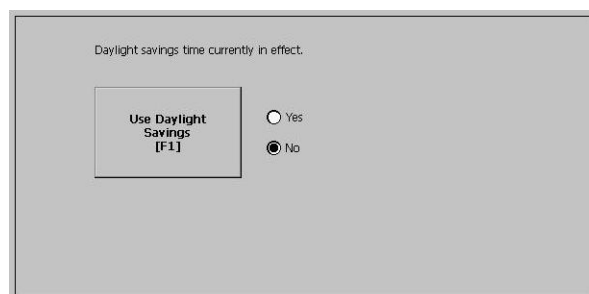 Daylight savings time currently in effect.
Use Daylight
Savings
[F1]
Yes
No